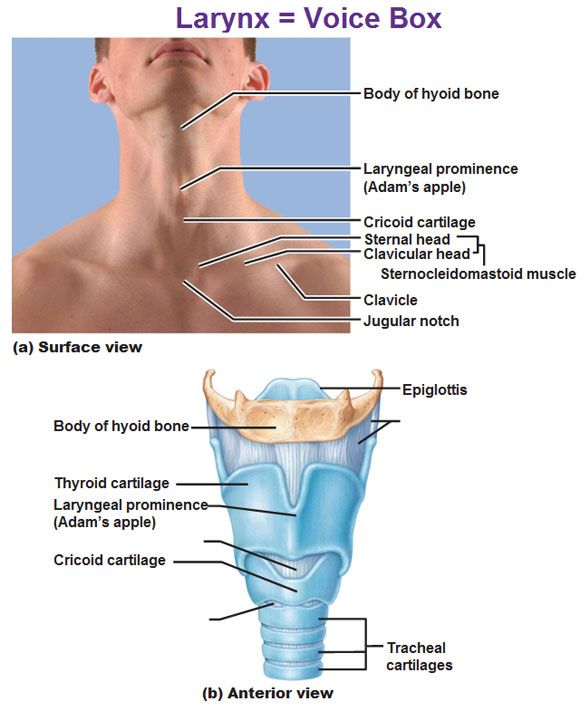 Larynx = Voice Box
Body of hyoid bone
Laryngeal prominence
(Adam's apple)
Cricoid cartilage
Sternal head
Clavicular head
Sternocleidomastoid muscle
Clavicle
Jugular notch
(a) Surface view
Epiglottis
Body of hyoid bone
Thyroid cartilage
Laryngeal prominence
(Adam's apple)
Cricoid cartilage
Tracheal
cartilages
(b) Anterior view